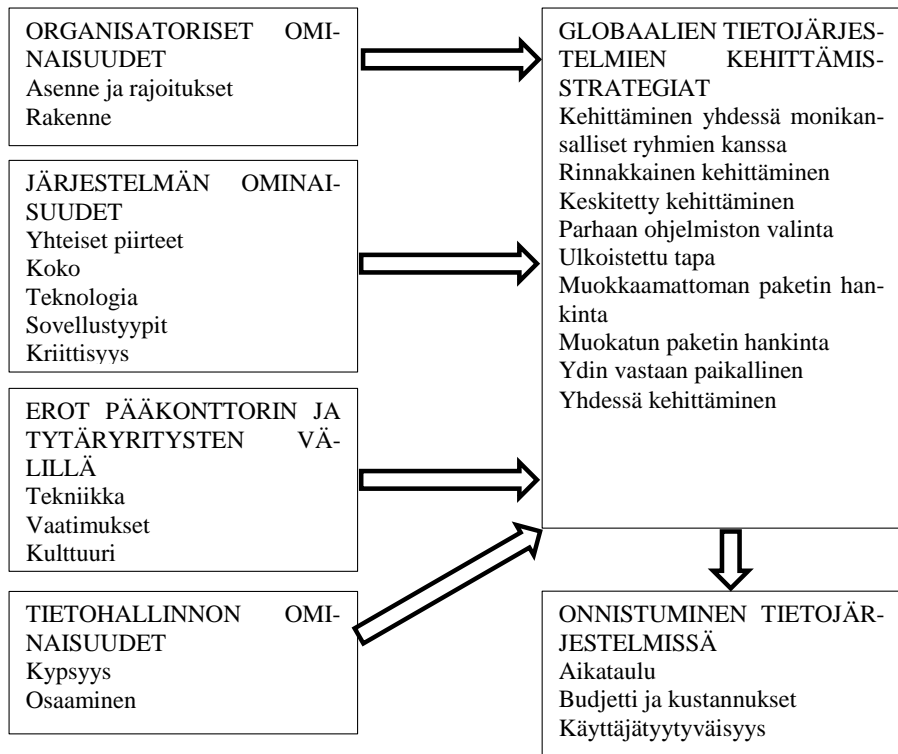 ORGANISATORISET OMI-
NAISUUDET
Asenne ja rajoitukset
Rakenne
JÄRJESTELMÄN OMINAI-
SUUDET
Yhteiset piirteet
Koko
Teknologia
Sovellustyypit
Kriittisyys
EROT PÄÄKONTTORIN JA
TYTÄRYRITYSTEN VÄ-
LILLÄ
Tekniikka
Vaatimukset
Kulttuuri
TIETOHALLINNON OMI-
NAISUUDET
Kypsyys
Osaaminen
GLOBAALIEN TIETOJÄRJES-
TELMIEN KEHITTÄMIS-
STRATEGIAT
Kehittäminen yhdessä monikan-
salliset ryhmien kanssa
Rinnakkainen kehittäminen
Keskitetty kehittäminen
Parhaan ohjelmiston valinta
Ulkoistettu tapa
Muokkaamattoman paketin han-
kinta
Muokatun paketin hankinta
Ydin vastaan paikallinen
Yhdessä kehittäminen
ONNISTUMINEN TIETOJÄR-
JESTELMISSÄ
Aikataulu
Budjetti ja kustannukset
Käyttäjätyytyväisyys